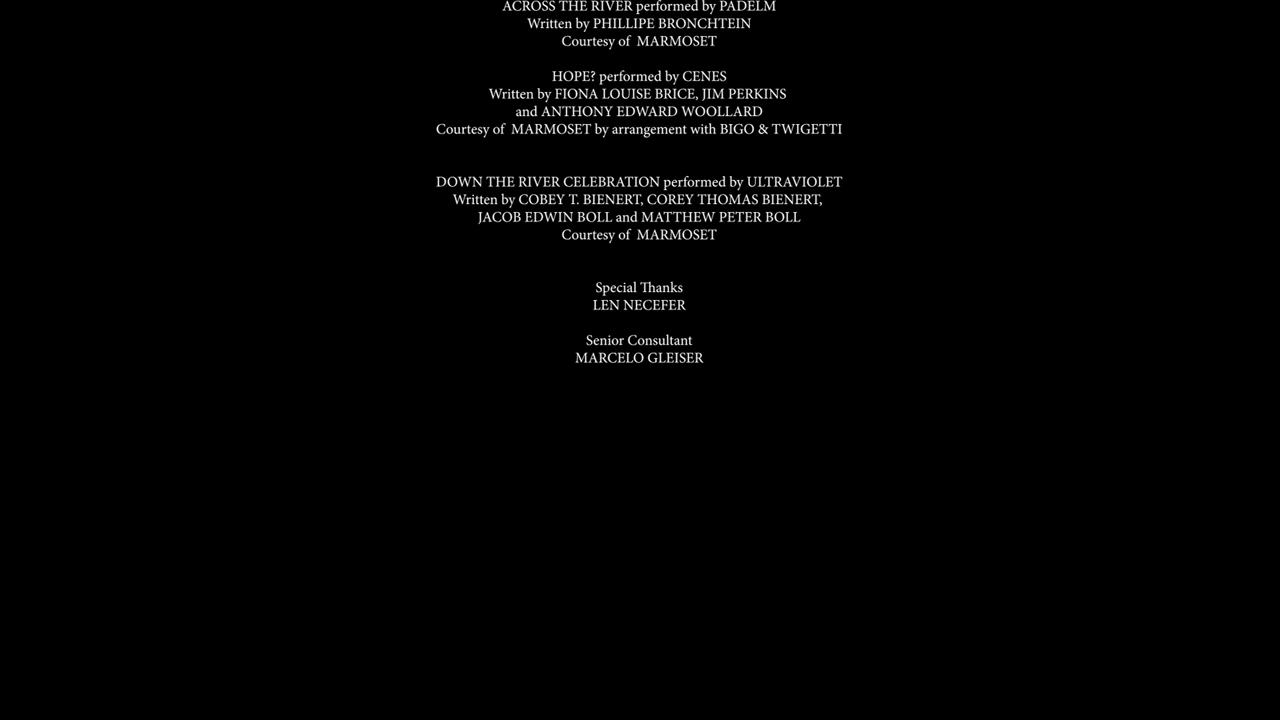 ACROSS THE RIVER performed by PADELM
Written by PHILLIPE BRONCHTEIN
Courtesy of MARMOSET
HOPE? performed by CENES
Written by FIONA LOUISE BRICE, JIM PERKINS
and ANTHONY EDWARD WOOLLARD
Courtesy of MARMOSET by arrangement with BIGO & TWIGETTI
DOWN THE RIVER CELEBRATION performed by ULTRAVIOLET
Written by COBEY T. BIENERT, COREY THOMAS BIENERT,
JACOB EDWIN BOLL and MATTHEW PETER BOLL
Courtesy of MARMOSET
Special Thanks
LEN NECEFER
Senior Consultant
MARCELO GLEISER